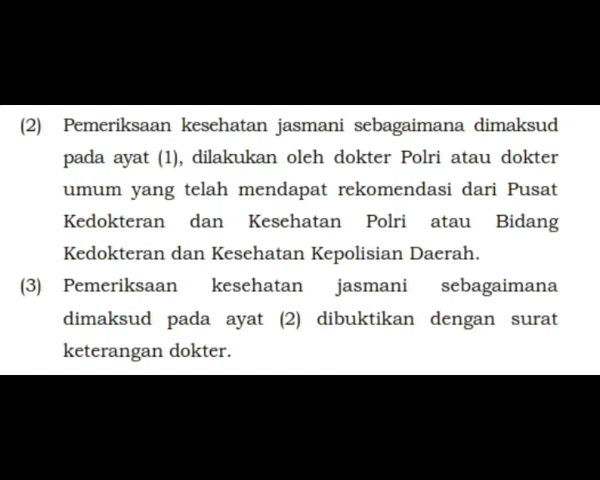 (2) Pemeriksaan kesehatan jasmani sebagaimana dimaksud
pada ayat (1), dilakukan oleh dokter Polri atau dokter
umum yang telah mendapat rekomendasi dari Pusat
Kedokteran dan Kesehatan Polri atau Bidang
Kedokteran dan Kesehatan Kepolisian Daerah.
(3) Pemeriksaan kesehatan jasmani sebagaimana
dimaksud pada ayat (2) dibuktikan dengan surat
keterangan dokter.